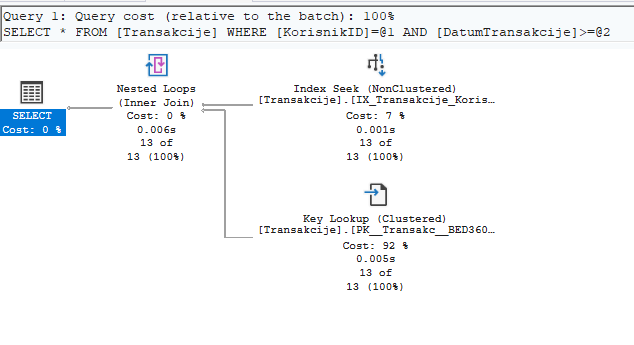 Query 1: Query cost (relative to the batch): 100%
SELECT * FROM [Transakcije] WHERE [KorisnikID]=@1 AND [DatumTransakcije]>=@2
SELECT
Cost: 0 %
Nested Loops
(Inner Join)
Cost: 0 %
0.006s
13 of
13 (100%)
Index Seek (NonClustered)
[Transakcije].[IX_Transakcije_Koris…
Cost: 7 %
0.001s
13 of
13 (100%)
Key Lookup (Clustered)
[Transakcije].[PK__Transakc__BED360…
Cost: 92 %
0.005s
13 of
13 (100%)